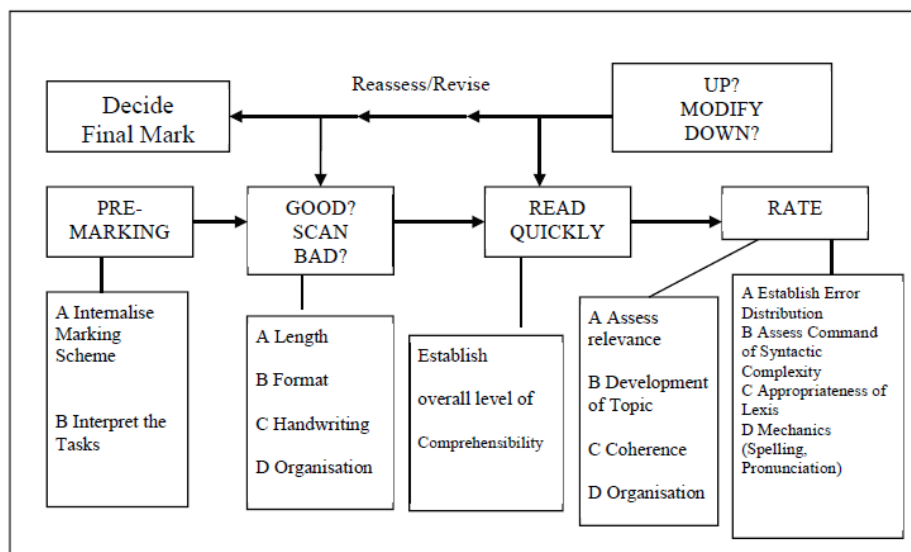 Reassess/Revise
Decide
Final Mark
UP?
MODIFY
DOWN?
PRE-
MARKING
GOOD?
SCAN
BAD?
READ
QUICKLY
RATE
A Internalise
Marking
Scheme
B Interpret the
Tasks
A Length
B Format
C Handwriting
D Organisation
Establish
overall level of
Comprehensibility
A Assess
relevance
B Development
of Topic
C Coherence
D Organisation
A Establish Error
Distribution
B Assess Command
of Syntactic
Complexity
C Appropriateness of
Lexis
D Mechanics
(Spelling,
Pronunciation)